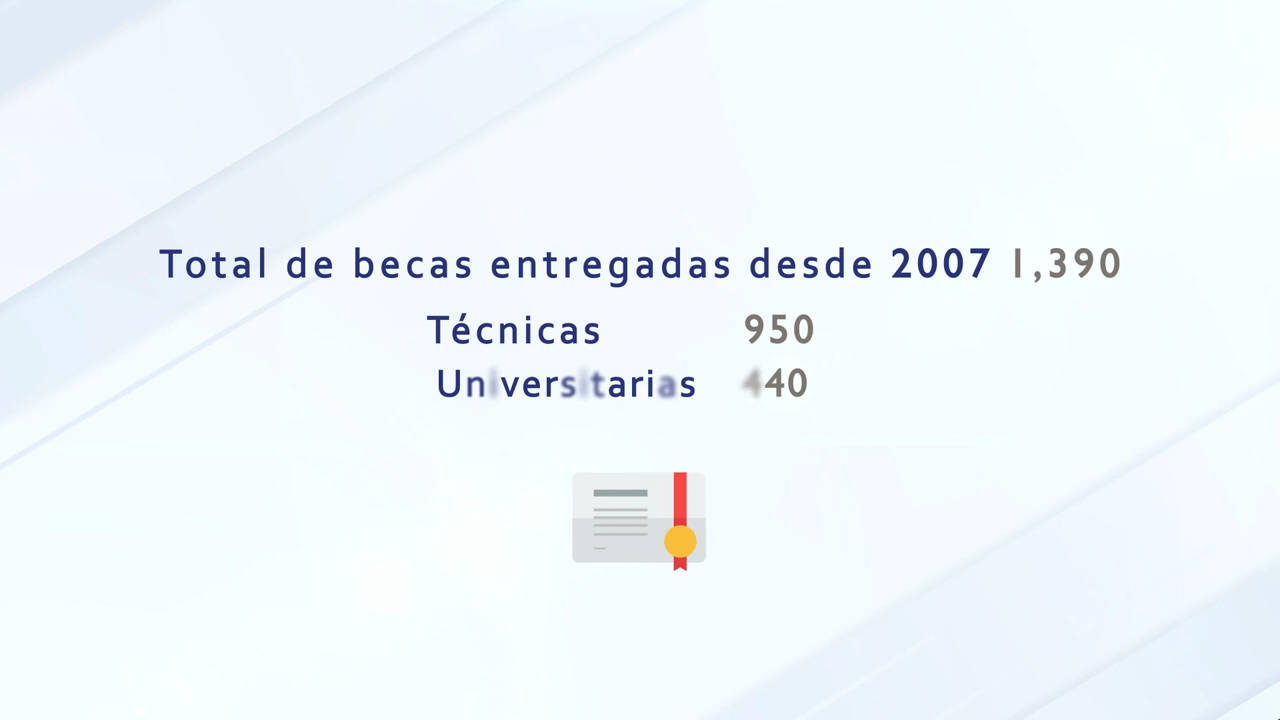 Total de becas entregadas desde 2007 1,390
Técnicas 950
Universitarias 440